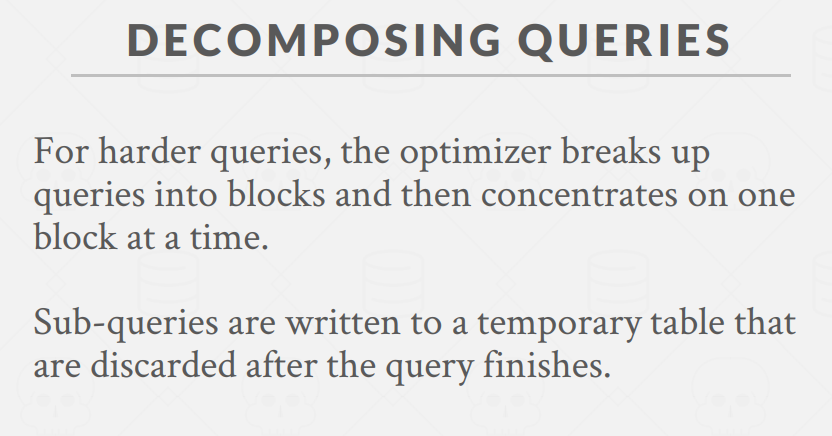 DECOMPOSING QUERIES
For harder queries, the optimizer breaks up
queries into blocks and then concentrates on one
block at a time.
Sub-queries are written to a temporary table that
are discarded after the query finishes.